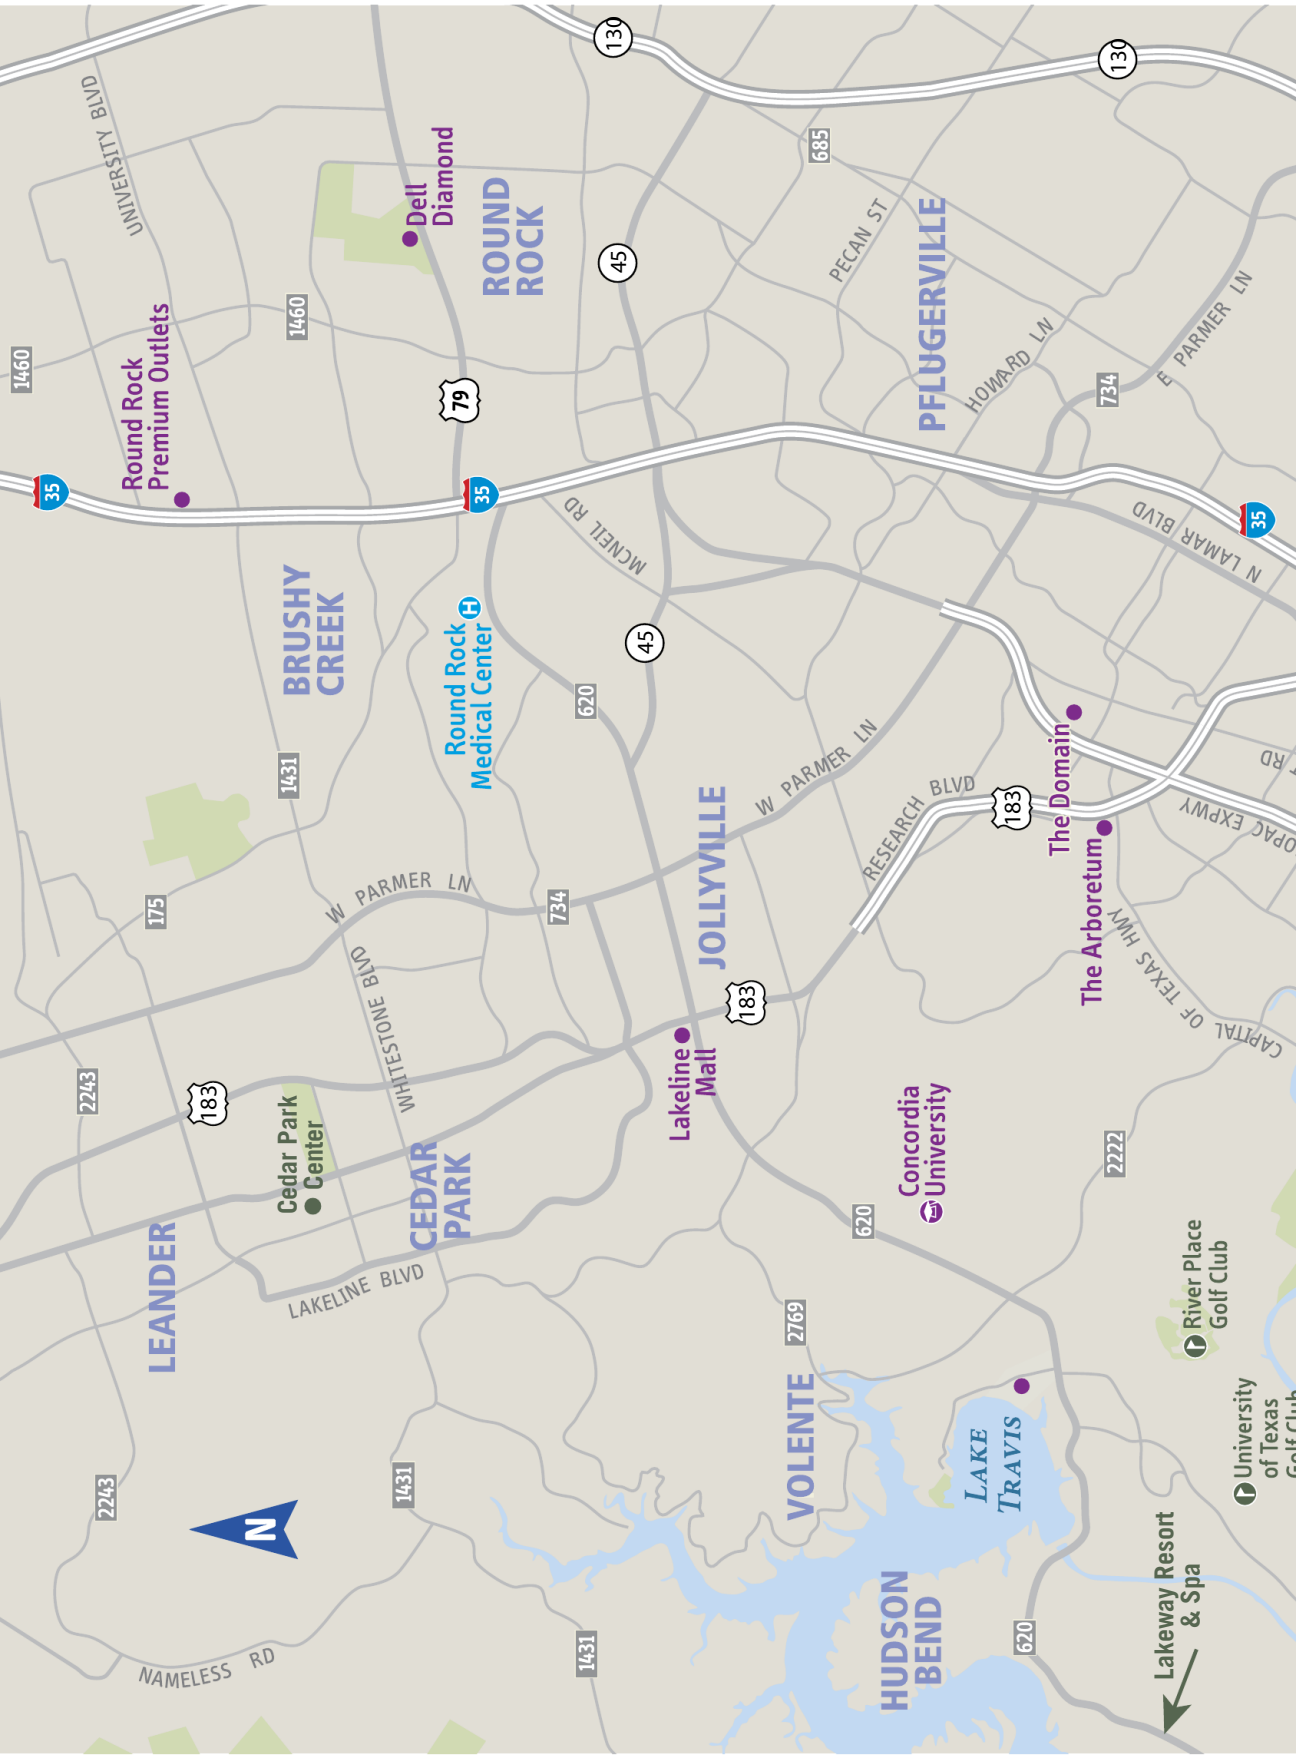 130
130
UNIVERSITY BLVD
685
Dell
Diamond
ROUND
ROCK
45
PECAN ST
PFLUGERVILLE
1460
1460
Round Rock
Premium Outlets
79
HOWARD LN
E PARMER LN
734
35
35
35
MCNEIL RD
N LAMAR BLVD
BRUSHY
CREEK
Round Rock
Medical Center
H
45
620
1431
W PARMER LN
RESEARCH BLVD
183
The Domain
The Arboretum
JOLLYVILLE
175
W PARMER LN
734
WHITESTONE BLVD
183
CAPITAL OF TEXAS HWY
2243
183
Cedar Park
Center
Lakeline
Mall
Concordia
University
2222
CEDAR
PARK
LEANDER
LAKELINE BLVD
620
2769
River Place
Golf Club
VOLENTE
LAKE
TRAVIS
University
of Texas
2243
1431
N
HUDSON
BEND
Lakeway Resort
& Spa
620
1431
NAMELESS RD